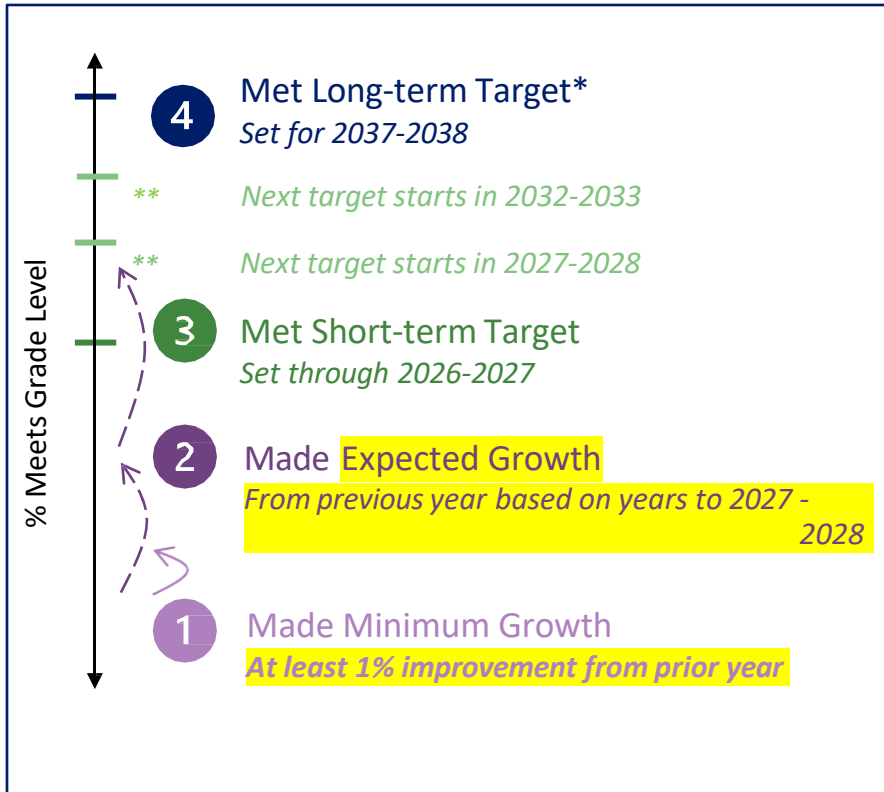 4 Met Long-term Target*
Set for 2037-2038
** Next target starts in 2032-2033
** Next target starts in 2027-2028
3 Met Short-term Target
Set through 2026-2027
2 Made Expected Growth
From previous year based on years to 2027 -
2028
1 Made Minimum Growth
At least 1% improvement from prior year
% Meets Grade Level